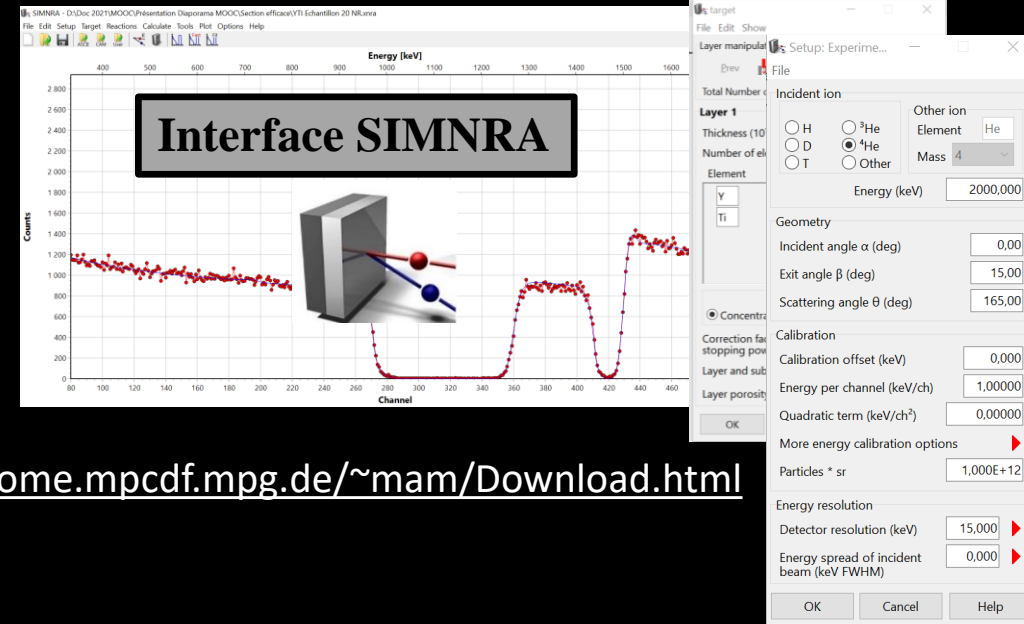 SIMNRA - D:\Doc 2021\MOOC\Présentation Diaporama MOOC\Section efficace\YTI Echantillon 20 NR.xnra
File Edit Setup Target Reactions Calculate Tools Plot Options Help
Energy [keV]
400 500 600 700 800 900 1000 1100 1200 1300 1400 1500 1600
2 800
2 600
2 400
2 200
2 000
1 800
1 600
1 400
1 200
1 000
800
600
400
200
0
Counts
80 100 120 140 160 180 200 220 240 260 280 300 320 340 360 380 400 420 440 460
Channel
Interface SIMNRA
target
File Edit Show
Layer manipulat
Prev
Total Number
Layer 1
Thickness (10
Number of el
Element
Y
Ti
Concentra
Correction fac
stopping pow
Layer and sub
Layer porosity
OK
Setup: Experime...
File
Incident ion
H
D
T
³He
⁴He
Other
Other ion
Element He
Mass 4
Energy (keV) 2000,000
Geometry
Incident angle α (deg) 0,00
Exit angle β (deg) 15,00
Scattering angle θ (deg) 165,00
Calibration
Calibration offset (keV) 0,000
Energy per channel (keV/ch) 1,00000
Quadratic term (keV/ch²) 0,00000
More energy calibration options
Particles * sr 1,000E+12
Energy resolution
Detector resolution (keV) 15,000
Energy spread of incident
beam (keV FWHM) 0,000
OK Cancel Help
ome.mpcdf.mpg.de/~mam/Download.html